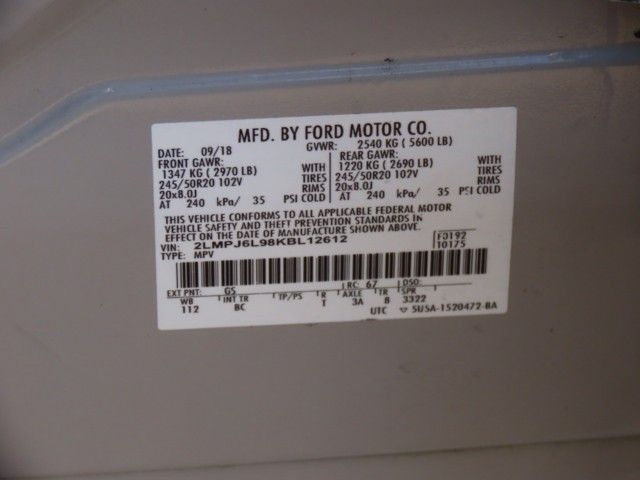 MFD. BY FORD MOTOR CO.
DATE: 09/18 GVWR: 2540 KG ( 5600 LB)
FRONT GAWR: REAR GAWR:
1347 KG ( 2970 LB) WITH 1220 KG ( 2690 LB) WITH
245/50R20 102V TIRES 245/50R20 102V TIRES
20x8.0J RIMS 20x8.0J RIMS
AT 240 kPa/ 35 PSI COLD AT 240 kPa/ 35 PSI COLD
THIS VEHICLE CONFORMS TO ALL APPLICABLE FEDERAL MOTOR
VEHICLE SAFETY AND THEFT PREVENTION STANDARDS IN
EFFECT ON THE DATE OF MANUFACTURE SHOWN ABOVE.
VIN: 2LMPJ6L98KBL12612 F0192
TYPE: MPV 10175
EXT PNT: GS RC: 67 DSO:
WB INT TR TP/PS R AXLE TR SPR
112 BC T 3A 8 3322
UTC ▽ 5USA-1520472-BA